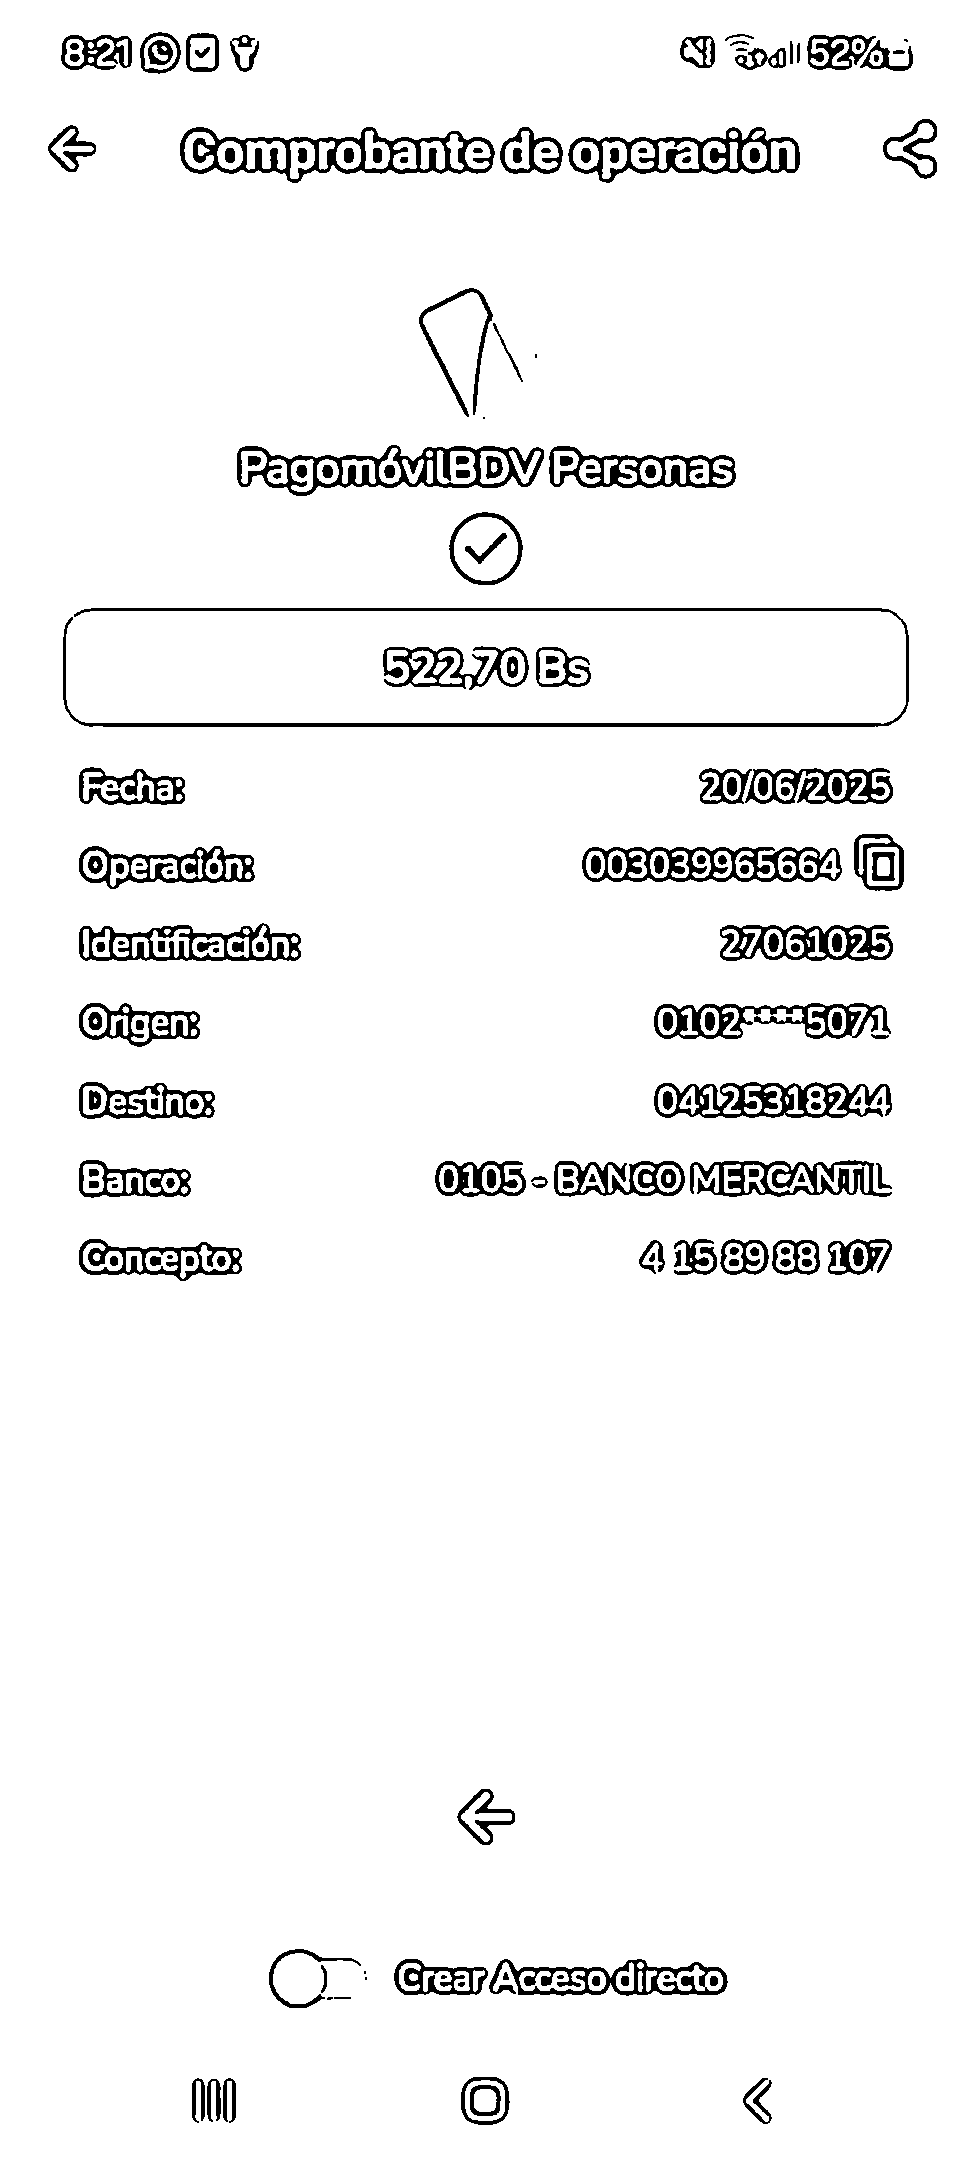 8:21 52%
Comprobante de operación
PagomóvilBDV Personas
522,70 Bs
Fecha: 20/06/2025
Operación: 003039965664
Identificación: 27061025
Origen: 0102****5071
Destino: 04125318244
Banco: 0105 - BANCO MERCANTIL
Concepto: 4 15 89 88 107
Crear Acceso directo